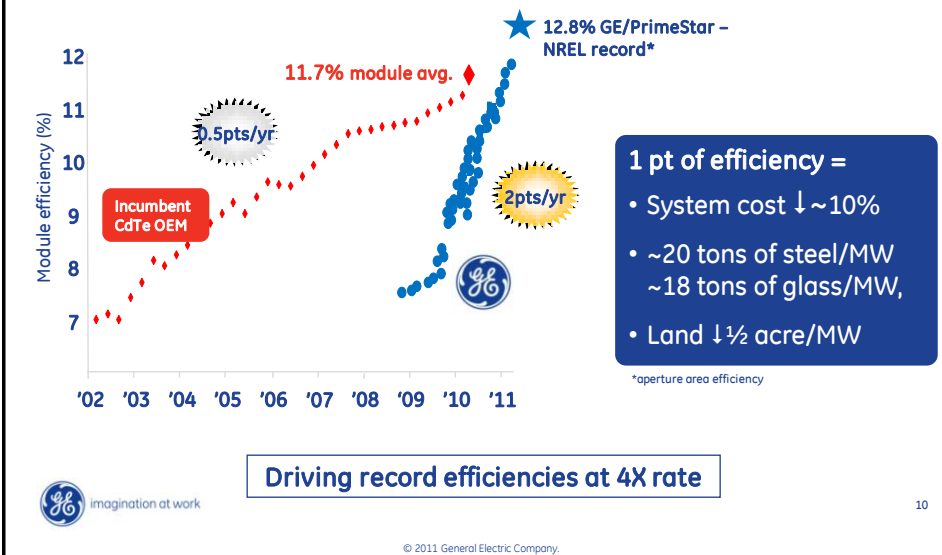 12.8% GE/PrimeStar –
NREL record*
Module efficiency (%)
12
11
10
9
8
7
11.7% module avg.
0.5pts/yr
Incumbent
CdTe OEM
2pts/yr
GE
'02 '03 '04 '05 '06 '07 '08 '09 '10 '11
1 pt of efficiency =
• System cost ↓~10%
• ~20 tons of steel/MW
~18 tons of glass/MW,
• Land ↓½ acre/MW
*aperture area efficiency
Driving record efficiencies at 4X rate
GE imagination at work
10
© 2011 General Electric Company.